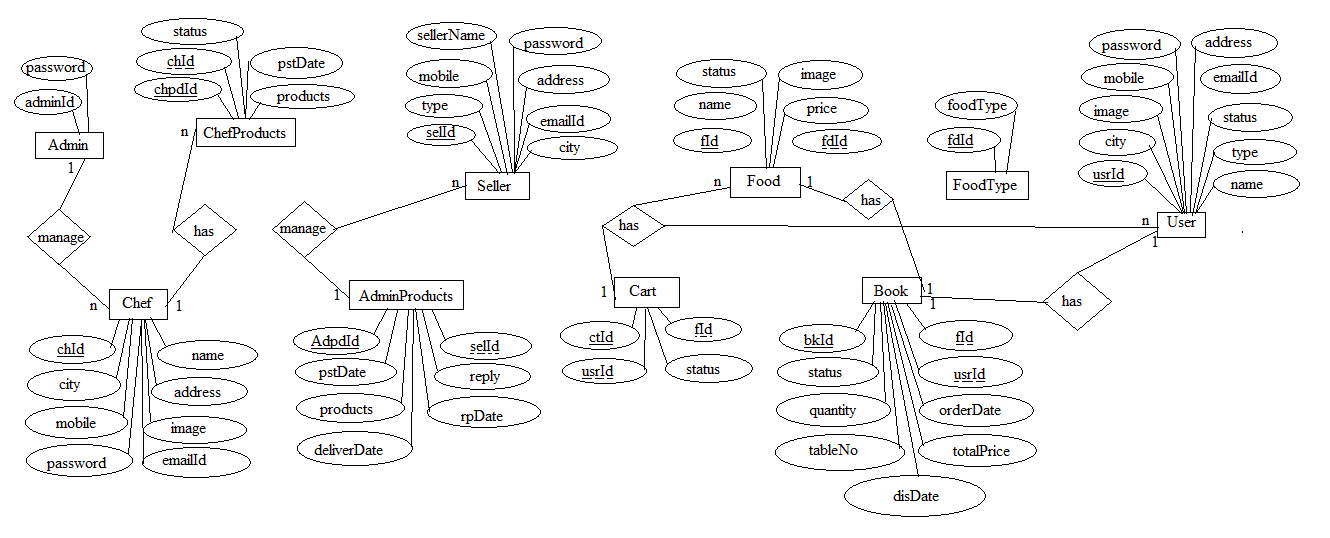 status
sellerName
password
password
address
chId
pstDate
password
mobile
status
image
mobile
emailId
adminId
chpdId
products
address
type
name
price
foodType
image
status
Admin
n
ChefProducts
selId
emailId
fId
fdId
fdId
city
type
1
city
usrId
name
n
Seller
n
Food
1
FoodType
has
n
User
manage
has
manage
has
1
n
Chef
1
1
AdminProducts
1
Cart
Book
1
1
has
chId
name
AdpdId
selId
ctId
fId
bkId
fId
city
address
pstDate
reply
usrId
status
status
usrId
mobile
image
products
rpDate
quantity
orderDate
password
emailId
deliverDate
tableNo
totalPrice
disDate